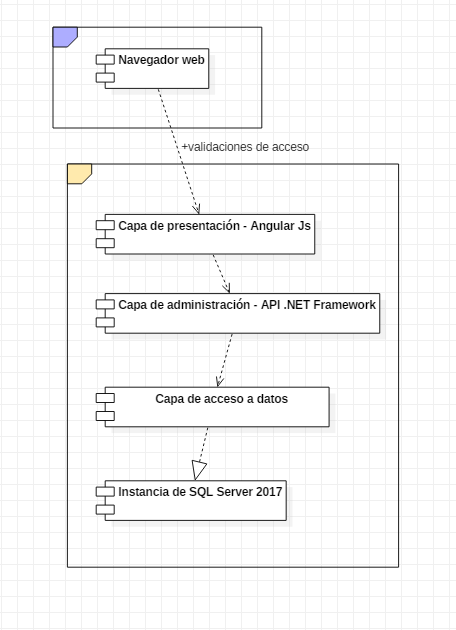 Navegador web
+validaciones de acceso
Capa de presentación - Angular Js
Capa de administración - API .NET Framework
Capa de acceso a datos
Instancia de SQL Server 2017